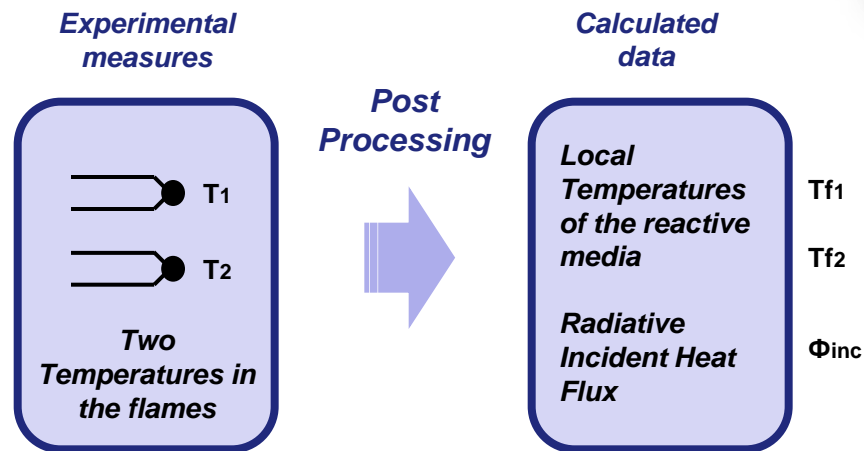 Experimental
measures
T1
T2
Two
Temperatures in
the flames
Post
Processing
Calculated
data
Local
Temperatures
of the reactive
media
Radiative
Incident Heat
Flux
Tf1
Tf2
Φinc